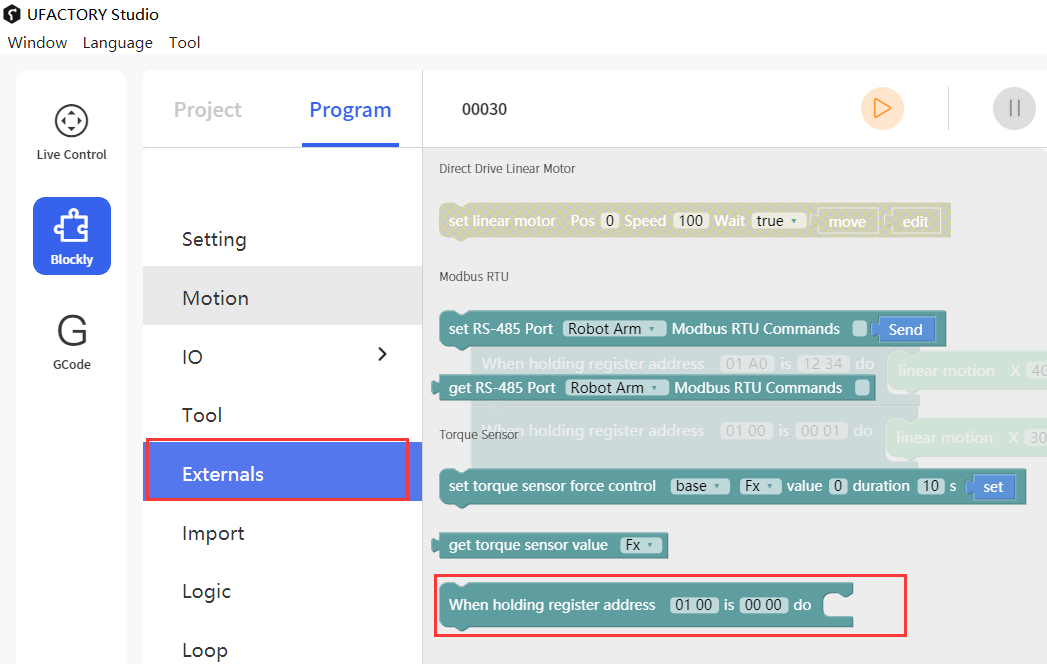 UFACTORY Studio
Window Language Tool
Live Control
Blockly
G
GCode
Project Program
Setting
Motion
IO
Tool
Externals
Import
Logic
Loop
00030
Direct Drive Linear Motor
set linear motor Pos 0 Speed 100 Wait true move edit
Modbus RTU
set RS-485 Port Robot Arm Modbus RTU Commands Send
When holding register address 01 A0 is 12 34 do linear motion X 40
get RS-485 Port Robot Arm Modbus RTU Commands
When holding register address 01 00 is 00 01 do linear motion X 30
Torque Sensor
set torque sensor force control base Fx value 0 duration 10 s set
get torque sensor value Fx
When holding register address 01 00 is 00 00 do